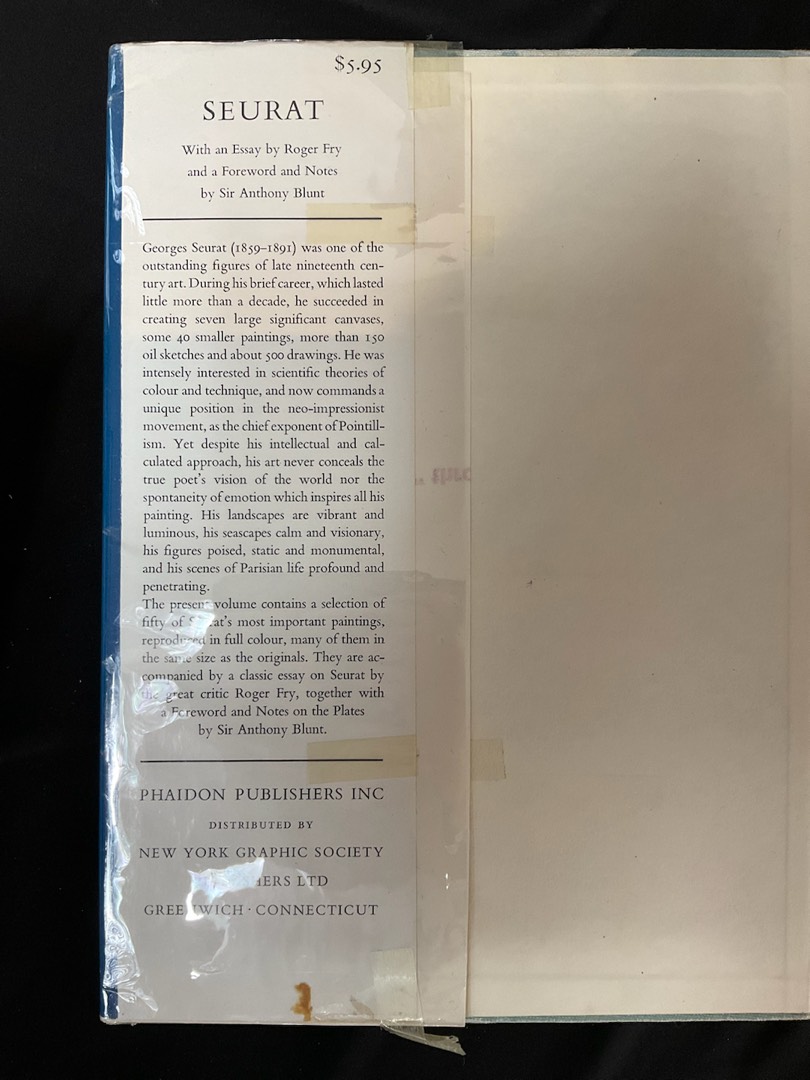 $5.95
SEURAT
With an Essay by Roger Fry
and a Foreword and Notes
by Sir Anthony Blunt
Georges Seurat (1859–1891) was one of the
outstanding figures of late nineteenth cen-
tury art. During his brief career, which lasted
little more than a decade, he succeeded in
creating seven large significant canvases,
some 40 smaller paintings, more than 150
oil sketches and about 500 drawings. He was
intensely interested in scientific theories of
colour and technique, and now commands a
unique position in the neo-impressionist
movement, as the chief exponent of Pointill-
ism. Yet despite his intellectual and cal-
culated approach, his art never conceals the
true poet's vision of the world nor the
spontaneity of emotion which inspires all his
painting. His landscapes are vibrant and
luminous, his seascapes calm and visionary,
his figures poised, static and monumental,
and his scenes of Parisian life profound and
penetrating.
The present volume contains a selection of
fifty of Seurat's most important paintings,
reproduced in full colour, many of them in
the same size as the originals. They are ac-
companied by a classic essay on Seurat by
the great critic Roger Fry, together with
a Foreword and Notes on the Plates
by Sir Anthony Blunt.
PHAIDON PUBLISHERS INC
DISTRIBUTED BY
NEW YORK GRAPHIC SOCIETY
LTD
GREENWICH · CONNECTICUT